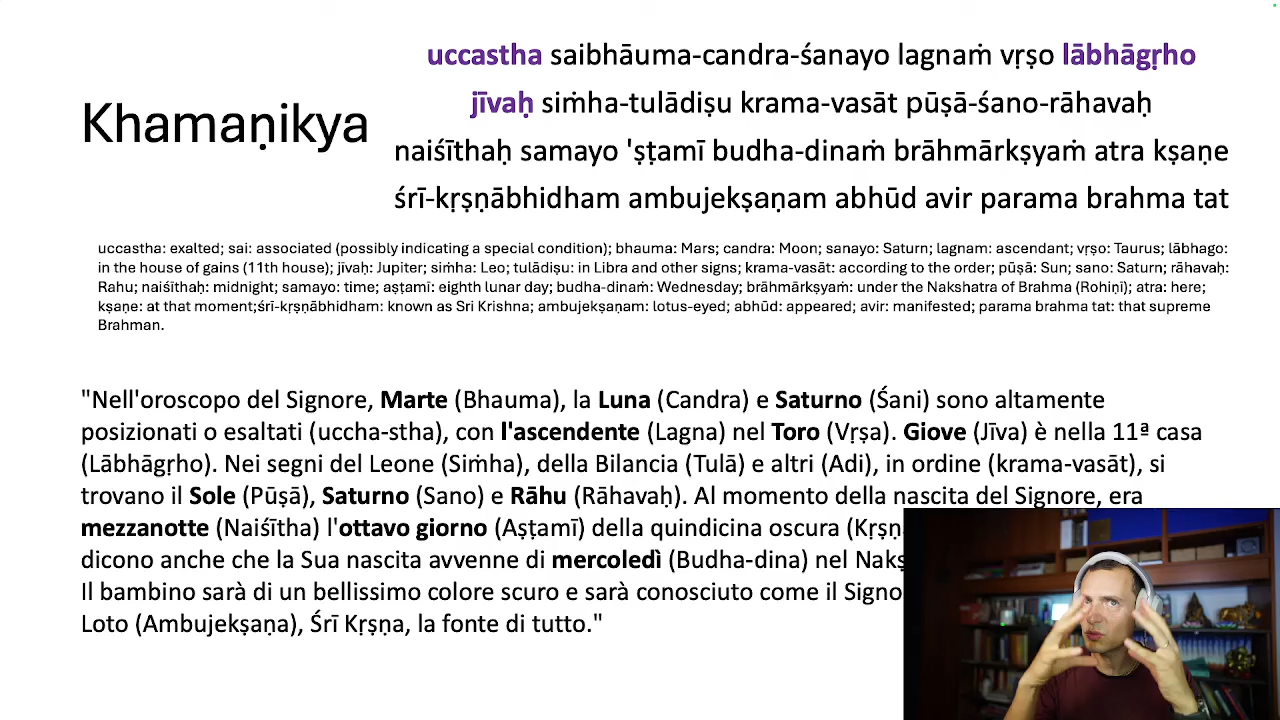 Khamaṇikya
uccastha saibhāuma-candra-śanayo lagnaṁ vṛṣo lābhāgṛho
jīvaḥ siṁha-tulādiṣu krama-vasāt pūṣā-śano-rāhavaḥ
naiśīthaḥ samayo 'ṣṭamī budha-dinaṁ brāhmārkṣyaṁ atra kṣaṇe
śrī-kṛṣṇābhidham ambujekṣaṇam abhūd avir parama brahma tat
uccastha: exalted; sai: associated (possibly indicating a special condition); bhauma: Mars; candra: Moon; sanayo: Saturn; lagnam: ascendant; vṛṣo: Taurus; lābhago:
in the house of gains (11th house); jīvaḥ: Jupiter; siṁha: Leo; tulādiṣu: in Libra and other signs; krama-vasāt: according to the order; pūṣā: Sun; sano: Saturn; rāhavaḥ:
Rahu; naiśīthaḥ: midnight; samayo: time; aṣṭamī: eighth lunar day; budha-dinaṁ: Wednesday; brāhmārkṣyaṁ: under the Nakshatra of Brahma (Rohiṇī); atra: here;
kṣaṇe: at that moment;śrī-kṛṣṇābhidham: known as Sri Krishna; ambujekṣaṇam: lotus-eyed; abhūd: appeared; avir: manifested; parama brahma tat: that supreme
Brahman.
"Nell'oroscopo del Signore, Marte (Bhauma), la Luna (Candra) e Saturno (Śani) sono altamente
posizionati o esaltati (uccha-stha), con l'ascendente (Lagna) nel Toro (Vṛṣa). Giove (Jīva) è nella 11ª casa
(Lābhāgṛho). Nei segni del Leone (Siṁha), della Bilancia (Tulā) e altri (Adi), in ordine (krama-vasāt), si
trovano il Sole (Pūṣā), Saturno (Sano) e Rāhu (Rāhavaḥ). Al momento della nascita del Signore, era
mezzanotte (Naiśītha) l'ottavo giorno (Aṣṭamī) della quindicina oscura
dicono anche che la Sua nascita avvenne di mercoledì (Budha-dina) nel
Il bambino sarà di un bellissimo colore scuro e sarà conosciuto come il
Loto (Ambujekṣaṇa), Śrī Kṛṣṇa, la fonte di tutto."